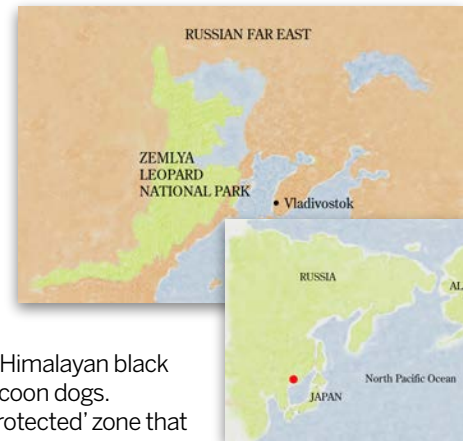 RUSSIAN FAR EAST
ZEMLYA
LEOPARD
NATIONAL PARK
• Vladivostok
RUSSIA
AL
North Pacific Ocean
JAPAN
Himalayan black
coon dogs.
rotected’ zone that